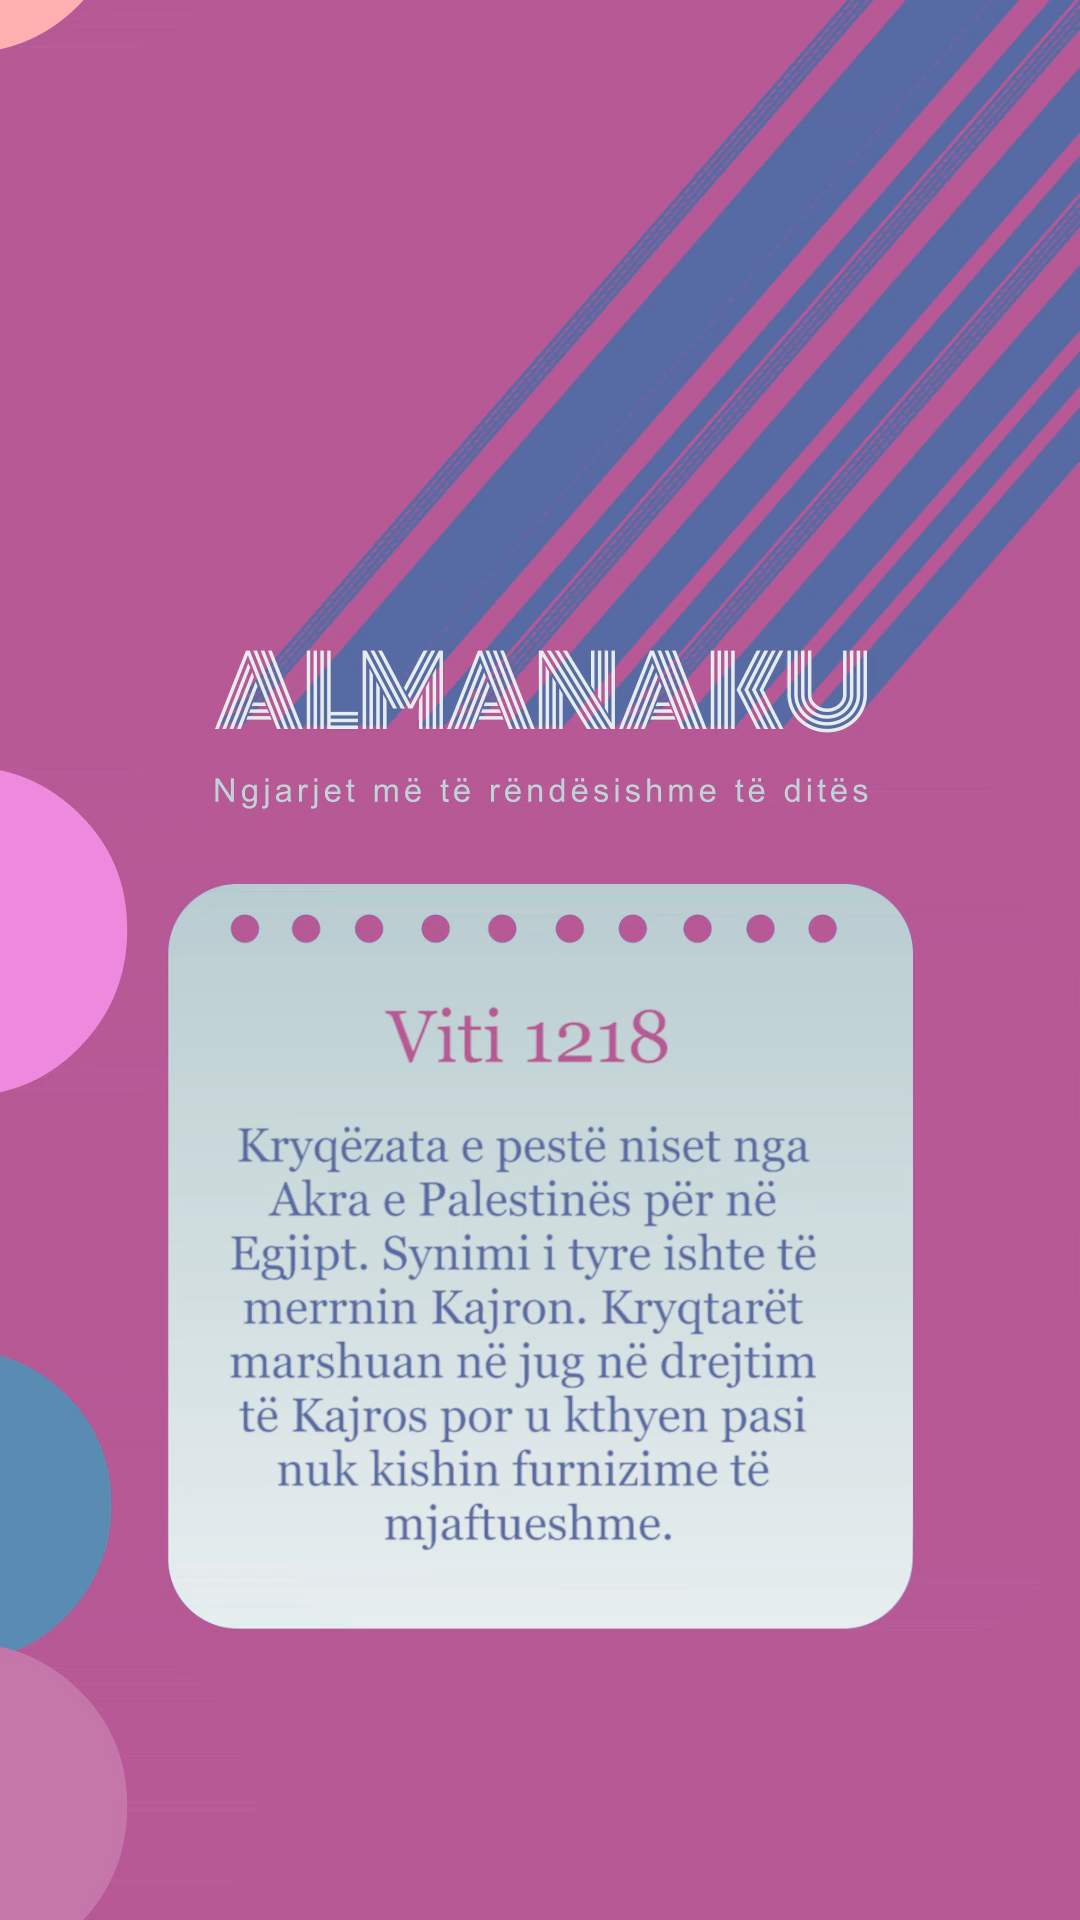 ALMANAKU
Ngjarjet më të rëndësishme të ditës
Viti 1218
Kryqëzata e pestë niset nga
Akra e Palestinës për në
Egjipt. Synimi i tyre ishte të
merrnin Kajron. Kryqtarët
marshuan në jug në drejtim
të Kajros por u kthyen pasi
nuk kishin furnizime të
mjaftueshme.